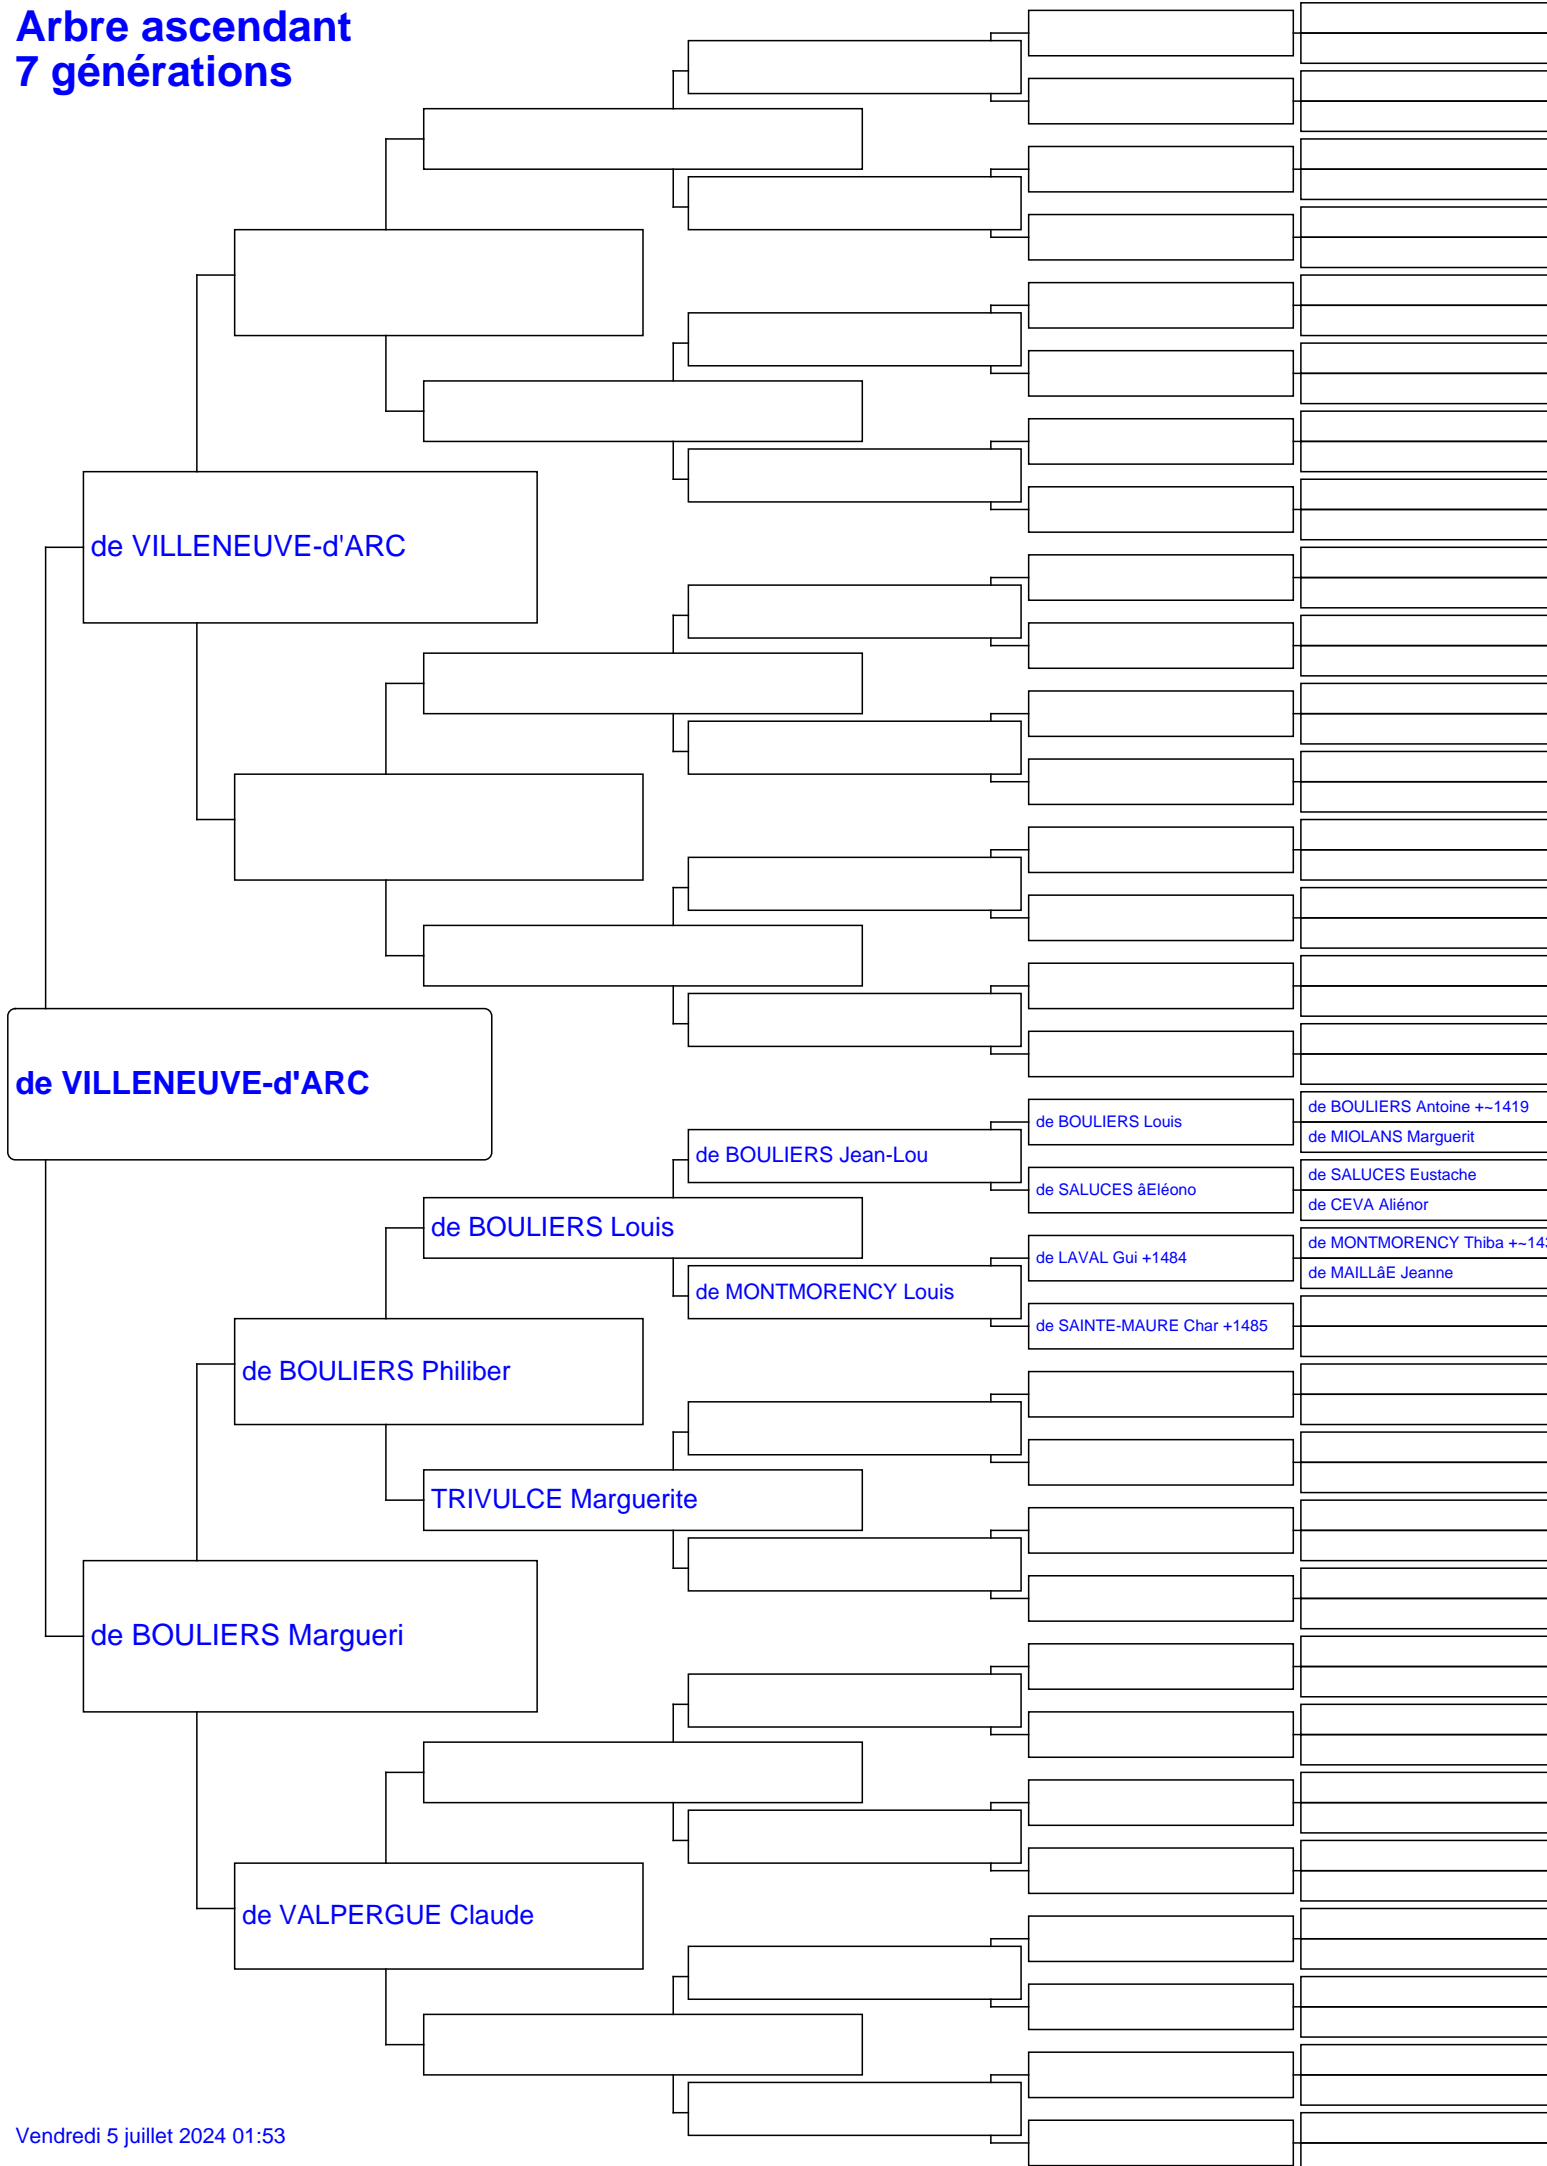 Arbre ascendant
7 générations
de VILLENEUVE-d'ARC
de VILLENEUVE-d'ARC
de BOULIERS Louis
de BOULIERS Antoine +~1419
de MIOLANS Marguerit
de BOULIERS Jean-Lou
de SALUCES âEléono
de SALUCES Eustache
de CEVA Aliénor
de BOULIERS Louis
de LAVAL Gui +1484
de MONTMORENCY Thiba
de MAILLâE Jeanne
de MONTMORENCY Louis
de SAINTE-MAURE Char +1485
de BOULIERS Philiber
TRIVULCE Marguerite
de BOULIERS Margueri
de VALPERGUE Claude
Vendredi 5 juillet 2024 01:53